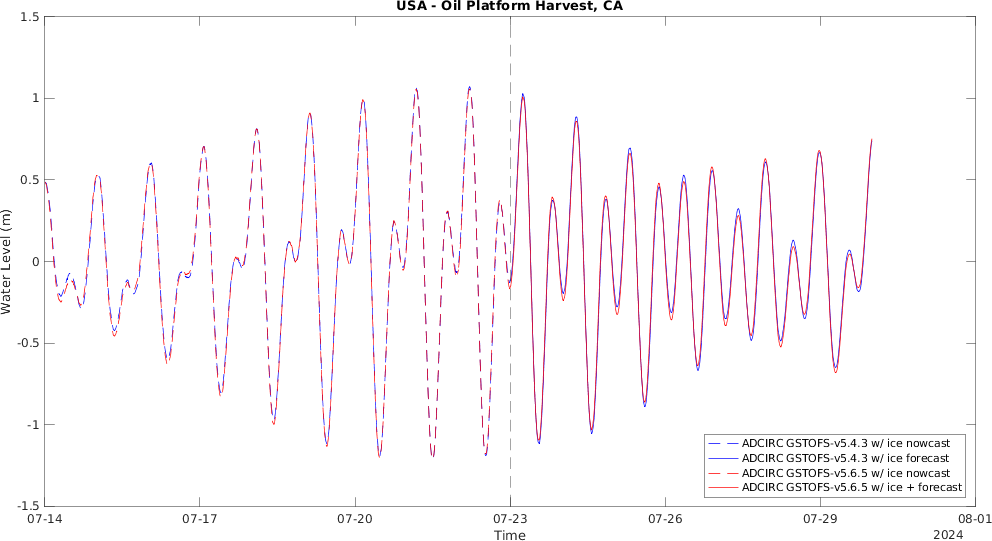 USA - Oil Platform Harvest, CA
1.5
1
0.5
0
-0.5
-1
-1.5
Water Level (m)
07-14
07-17
07-20
07-23
07-26
07-29
08-01
Time
2024
ADCIRC GSTOFS-v5.4.3 w/ ice nowcast
ADCIRC GSTOFS-v5.4.3 w/ ice forecast
ADCIRC GSTOFS-v5.6.5 w/ ice nowcast
ADCIRC GSTOFS-v5.6.5 w/ ice + forecast